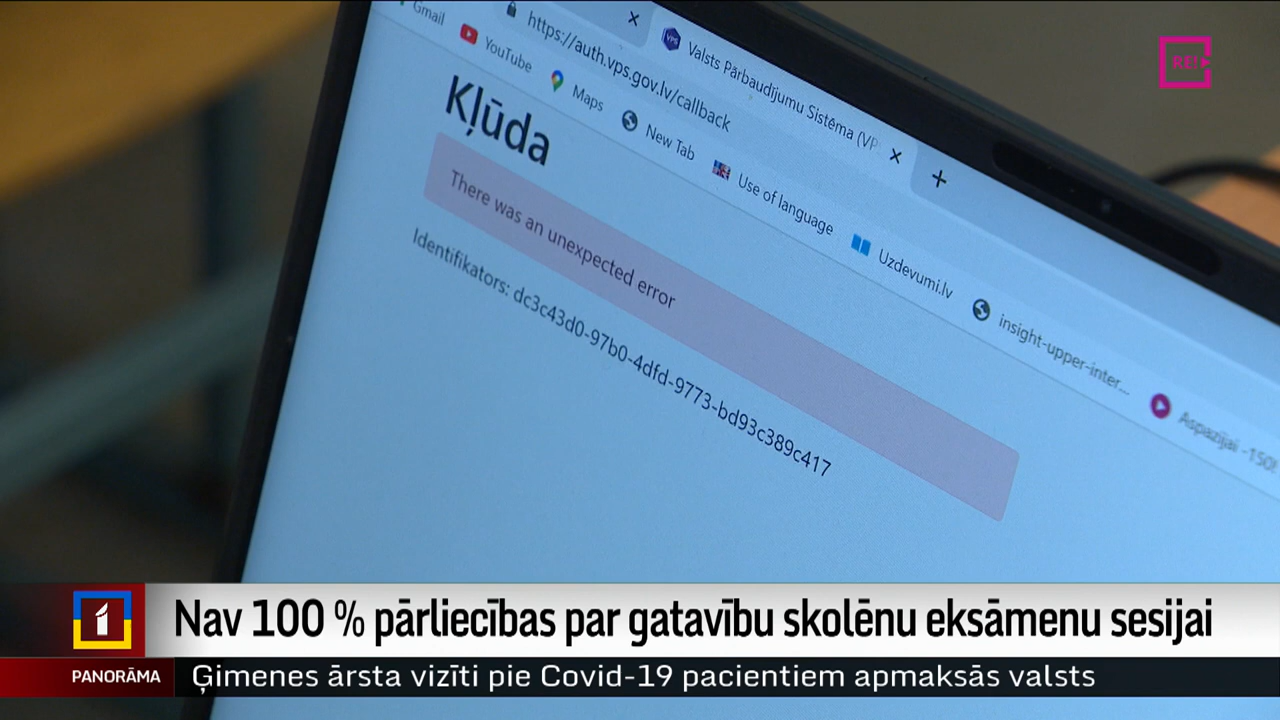 Valsts Pārbaudījumu Sistēma (VP
https://auth.vps.gov.lv/callback
Gmail
YouTube
Maps
New Tab
Use of language
Uzdevumi.lv
insight-upper-inter...
Aspazijai -150!
Kļūda
There was an unexpected error
Identifikators: dc3c43d0-97b0-4dfd-9773-bd93c389c417
RE!
1
Nav 100 % pārliecības par gatavību skolēnu eksāmenu sesijai
PANORĀMA
Ģimenes ārsta vizīti pie Covid-19 pacientiem apmaksās valsts